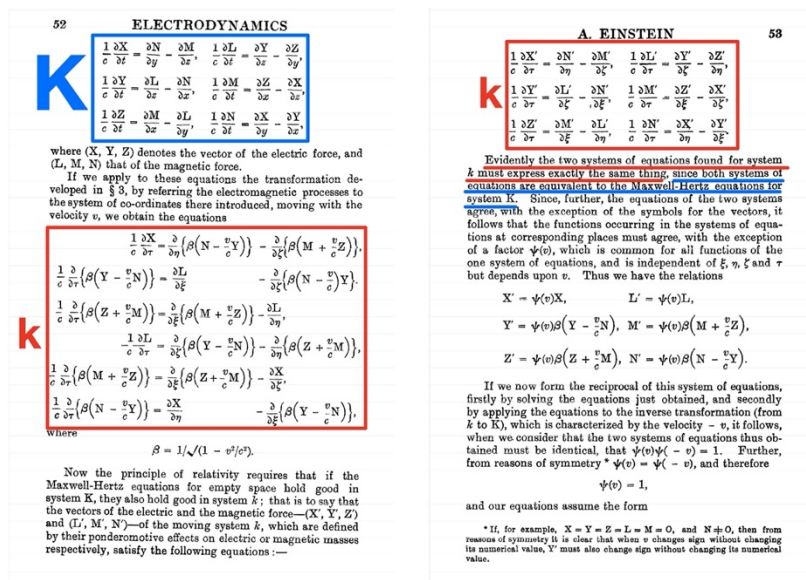 52 ELECTRODYNAMICS
K
1/c ∂X/∂t = ∂N/∂y − ∂M/∂z, 1/c ∂L/∂t = ∂Y/∂z − ∂Z/∂y,
1/c ∂Y/∂t = ∂L/∂z − ∂N/∂x, 1/c ∂M/∂t = ∂Z/∂x − ∂X/∂z,
1/c ∂Z/∂t = ∂M/∂x − ∂L/∂y, 1/c ∂N/∂t = ∂X/∂y − ∂Y/∂x,
where (X, Y, Z) denotes the vector of the electric force, and
(L, M, N) that of the magnetic force.
If we apply to these equations the transformation de-
veloped in § 3, by referring the electromagnetic processes to
the system of co-ordinates there introduced, moving with the
velocity v, we obtain the equations
k
1/c ∂X/∂τ = ∂/∂η{β(N − v/c Y)} − ∂/∂ζ{β(M + v/c Z)},
1/c ∂/∂τ{β(Y − v/c N)} = ∂L/∂ζ − ∂/∂ξ{β(N − v/c Y)}.
1/c ∂/∂τ{β(Z + v/c M)} = ∂/∂ξ{β(M + v/c Z)} − ∂L/∂η,
1/c ∂L/∂τ = ∂/∂ζ{β(Y − v/c N)} − ∂/∂η{β(Z + v/c M)},
1/c ∂/∂τ{β(M + v/c Z)} = ∂/∂ξ{β(Z + v/c M)} − ∂X/∂ζ,
1/c ∂/∂τ{β(N − v/c Y)} = ∂X/∂η − ∂/∂ξ{β(Y − v/c N)},
where
β = 1/√(1 − v²/c²).
Now the principle of relativity requires that if the
Maxwell-Hertz equations for empty space hold good in
system K, they also hold good in system k; that is to say that
the vectors of the electric and the magnetic force—(X′, Y′, Z′)
and (L′, M′, N′)—of the moving system k, which are defined
by their ponderomotive effects on electric or magnetic masses
respectively, satisfy the following equations:—
A. EINSTEIN 53
k
1/c ∂X′/∂τ = ∂N′/∂η − ∂M′/∂ζ, 1/c ∂L′/∂τ = ∂Y′/∂ζ − ∂Z′/∂η,
1/c ∂Y′/∂τ = ∂L′/∂ζ − ∂N′/∂ξ, 1/c ∂M′/∂τ = ∂Z′/∂ξ − ∂X′/∂ζ,
1/c ∂Z′/∂τ = ∂M′/∂ξ − ∂L′/∂η, 1/c ∂N′/∂τ = ∂X′/∂η − ∂Y′/∂ξ.
Evidently the two systems of equations found for system
k must express exactly the same thing, since both systems of
equations are equivalent to the Maxwell-Hertz equations for
system K. Since, further, the equations of the two systems
agree, with the exception of the symbols for the vectors, it
follows that the functions occurring in the systems of equa-
tions at corresponding places must agree, with the exception
of a factor ψ(v), which is common for all functions of the
one system of equations, and is independent of ξ, η, ζ and τ
but depends upon v. Thus we have the relations
X′ = ψ(v)X, L′ = ψ(v)L,
Y′ = ψ(v)β(Y − v/c N), M′ = ψ(v)β(M + v/c Z),
Z′ = ψ(v)β(Z + v/c M), N′ = ψ(v)β(N − v/c Y).
If we now form the reciprocal of this system of equations,
firstly by solving the equations just obtained, and secondly
by applying the equations to the inverse transformation (from
k to K), which is characterized by the velocity − v, it follows,
when we consider that the two systems of equations thus ob-
tained must be identical, that ψ(v)ψ( − v) = 1. Further,
from reasons of symmetry * ψ(v) = ψ( − v), and therefore
ψ(v) = 1,
and our equations assume the form
* If, for example, X = Y = Z = L = M = O, and N ≠ O, then from
reasons of symmetry it is clear that when v changes sign without changing
its numerical value, Y′ must also change sign without changing its numerical
value.